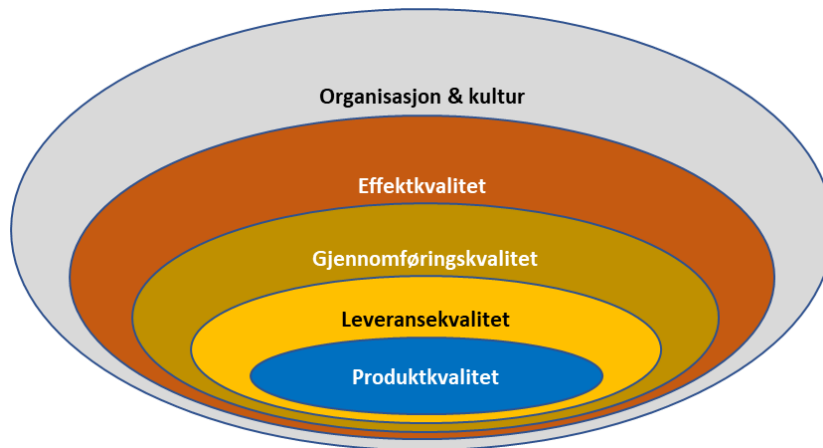 Organisasjon & kultur
Effektkvalitet
Gjennomføringskvalitet
Leveransekvalitet
Produktkvalitet